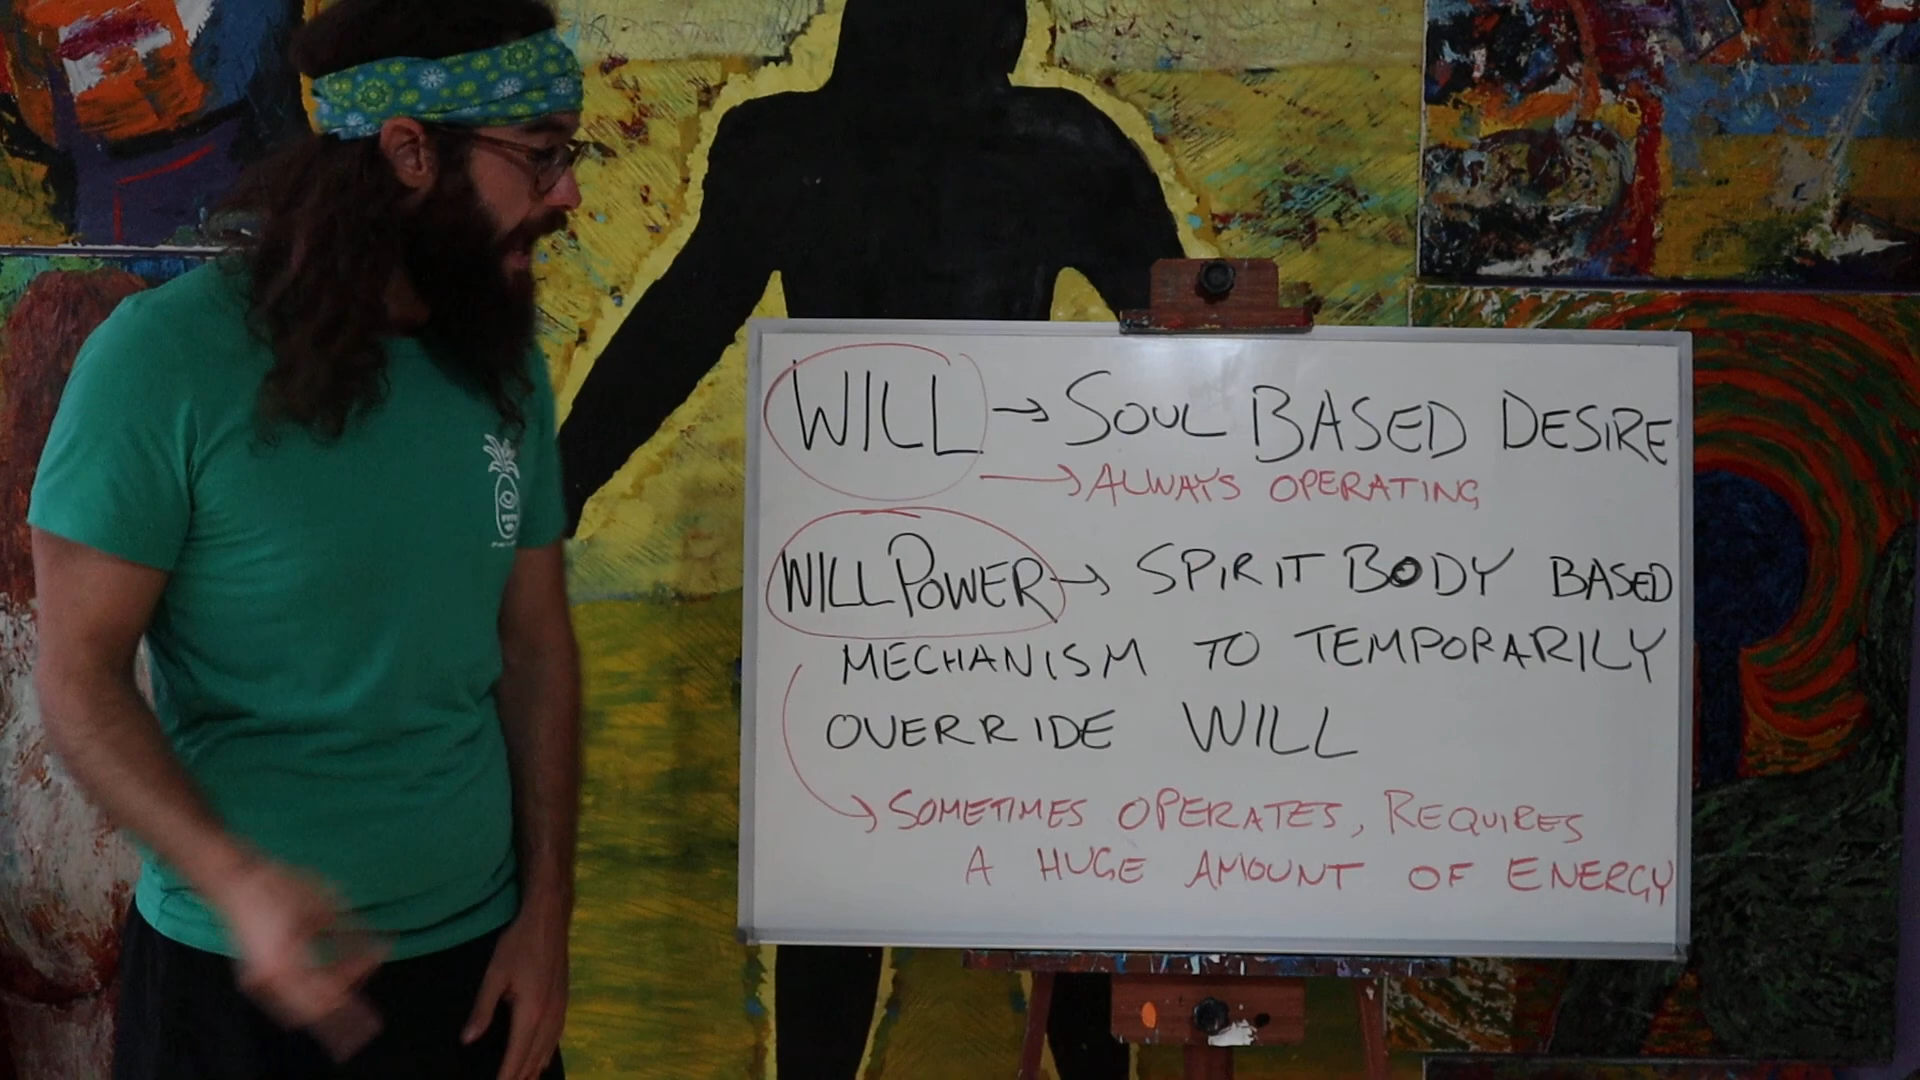 WILL → SOUL BASED DESIRE
→ ALWAYS OPERATING
WILLPOWER → SPIRIT BODY BASED
MECHANISM TO TEMPORARILY
OVERRIDE WILL
→ SOMETIMES OPERATES, REQUIRES
A HUGE AMOUNT OF ENERGY